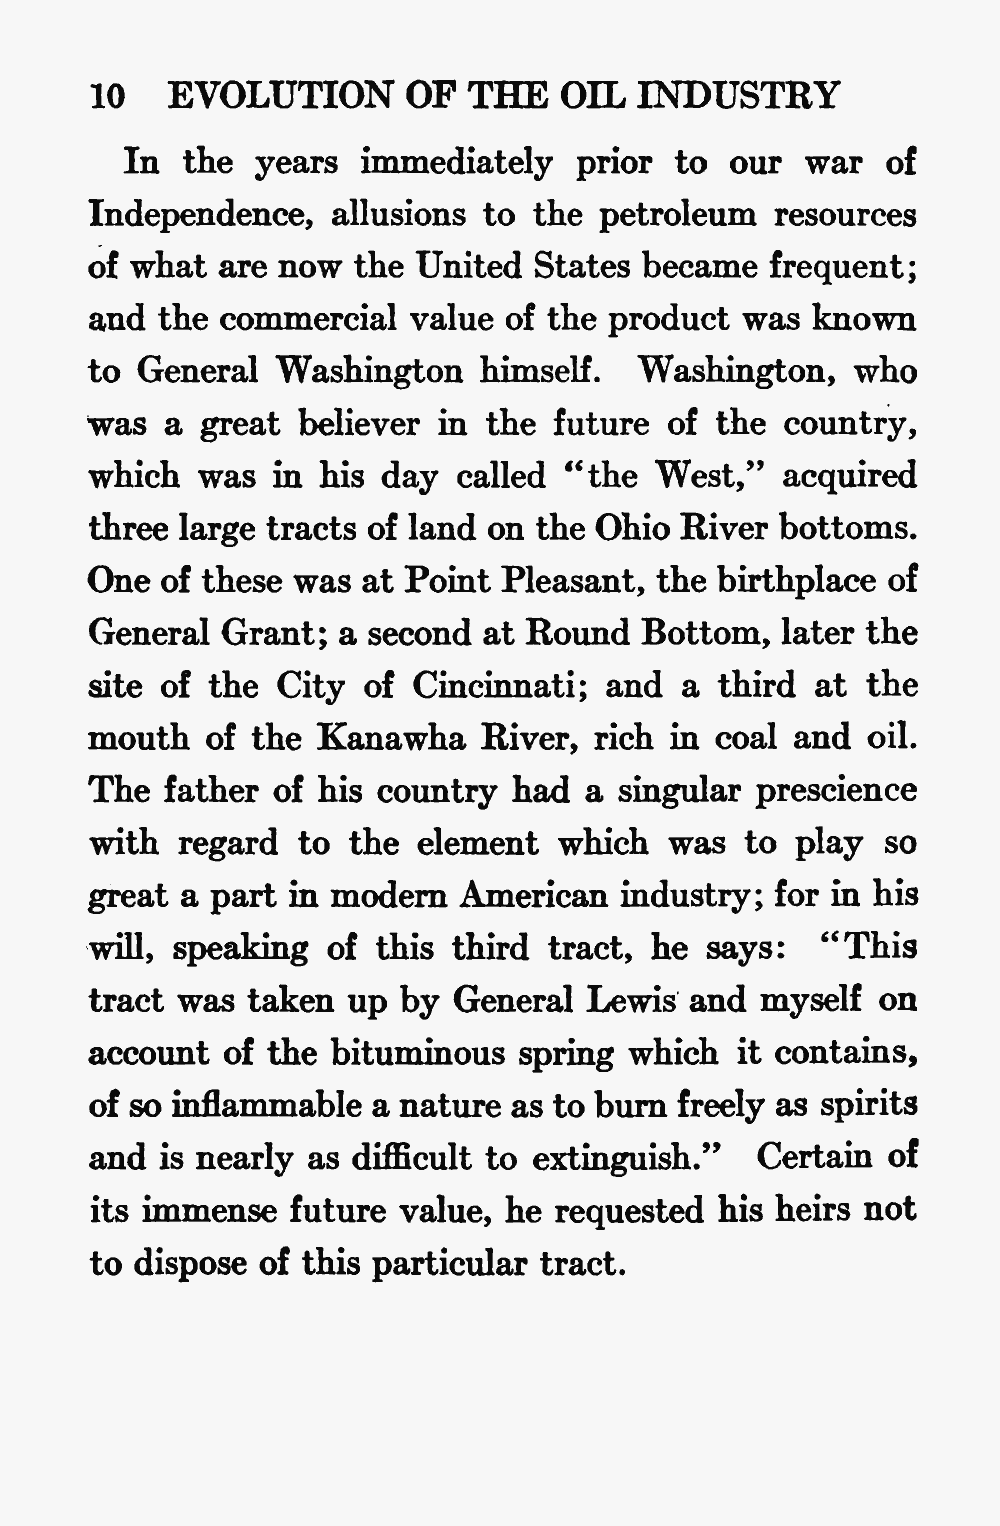 10 EVOLUTION OF THE OIL INDUSTRY
In the years immediately prior to our war of
Independence, allusions to the petroleum resources
of what are now the United States became frequent;
and the commercial value of the product was known
to General Washington himself. Washington, who
was a great believer in the future of the country,
which was in his day called “the West,” acquired
three large tracts of land on the Ohio River bottoms.
One of these was at Point Pleasant, the birthplace of
General Grant; a second at Round Bottom, later the
site of the City of Cincinnati; and a third at the
mouth of the Kanawha River, rich in coal and oil.
The father of his country had a singular prescience
with regard to the element which was to play so
great a part in modern American industry; for in his
will, speaking of this third tract, he says: “This
tract was taken up by General Lewis and myself on
account of the bituminous spring which it contains,
of so inflammable a nature as to burn freely as spirits
and is nearly as difficult to extinguish.” Certain of
its immense future value, he requested his heirs not
to dispose of this particular tract.